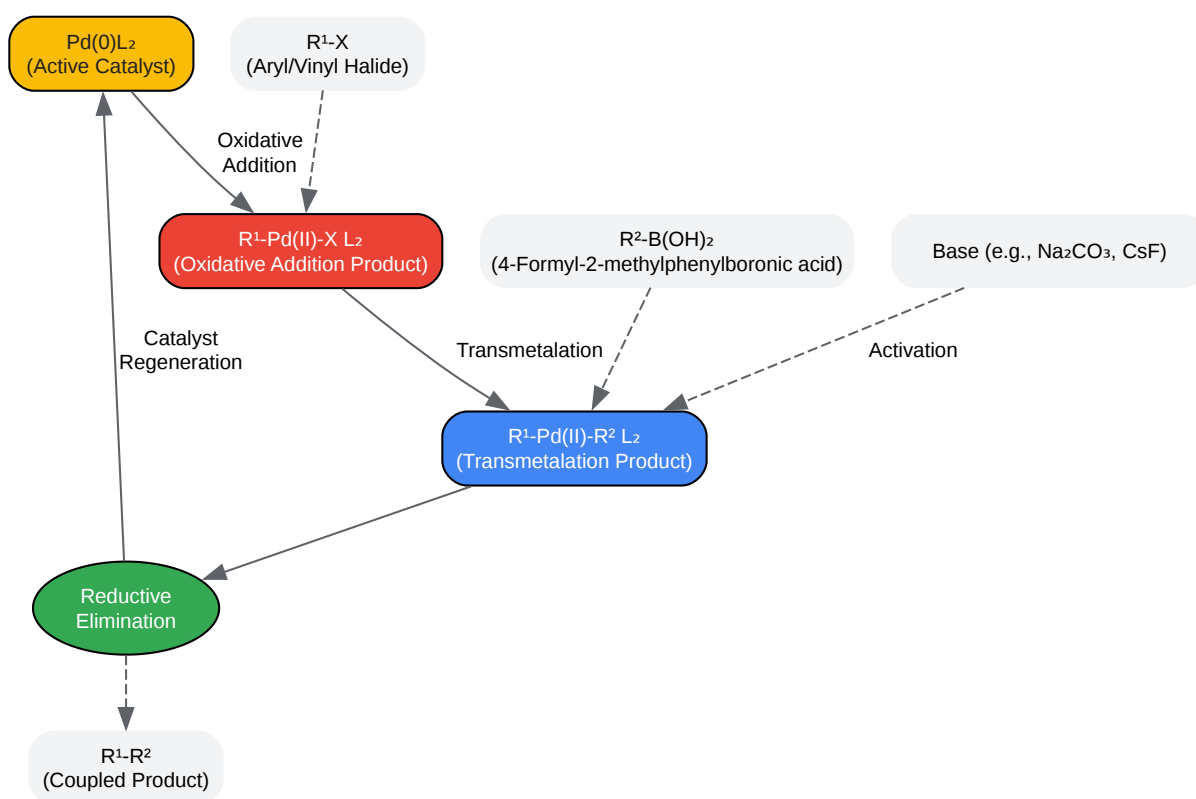 Pd(0)L₂
(Active Catalyst)
R¹-X
(Aryl/Vinyl Halide)
Oxidative
Addition
R¹-Pd(II)-X L₂
(Oxidative Addition Product)
R²-B(OH)₂
(4-Formyl-2-methylphenylboronic acid)
Base (e.g., Na₂CO₃, CsF)
Catalyst
Regeneration
Transmetalation
Activation
R¹-Pd(II)-R² L₂
(Transmetalation Product)
Reductive
Elimination
R¹-R²
(Coupled Product)